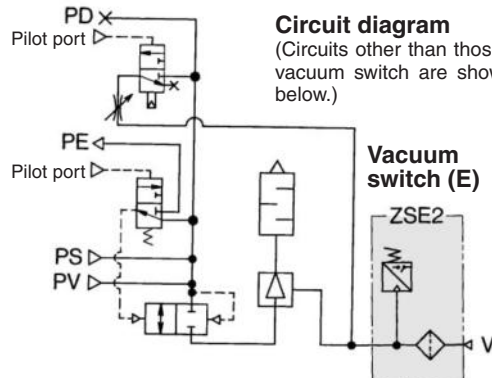 PD
Circuit diagram
Pilot port
(Circuits other than thos
vacuum switch are show
below.)
PE
Pilot port
Vacuum
switch (E)
ZSE2
PS
PV
V